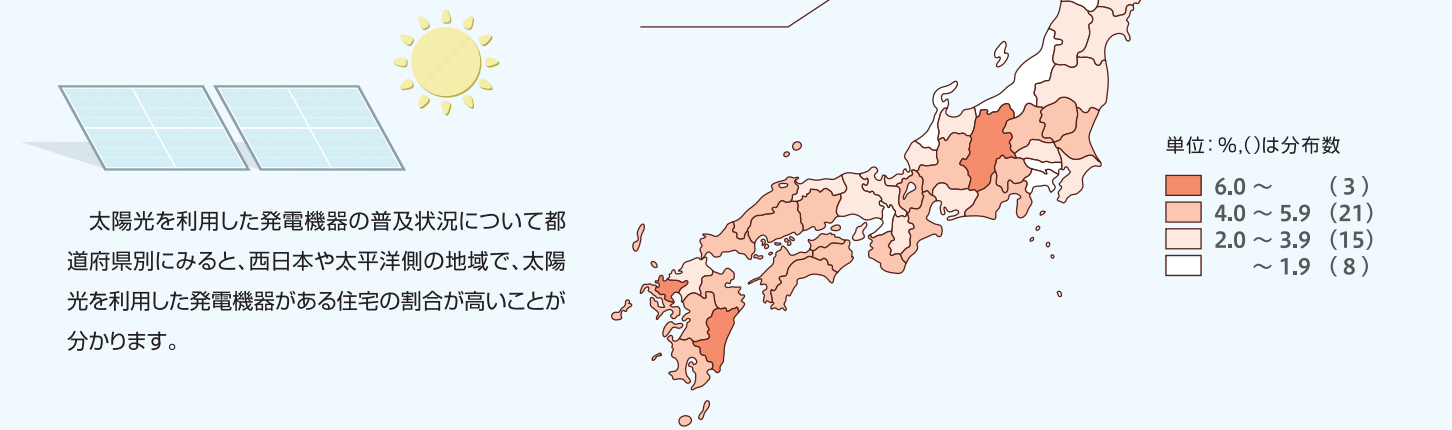 太陽光を利用した発電機器の普及状況について都
道府県別にみると、西日本や太平洋側の地域で、太陽
光を利用した発電機器がある住宅の割合が高いことが
分かります。
単位：%,()は分布数
6.0 ～ （ 3 ）
4.0 ～ 5.9 （21）
2.0 ～ 3.9 （15）
～ 1.9 （ 8 ）